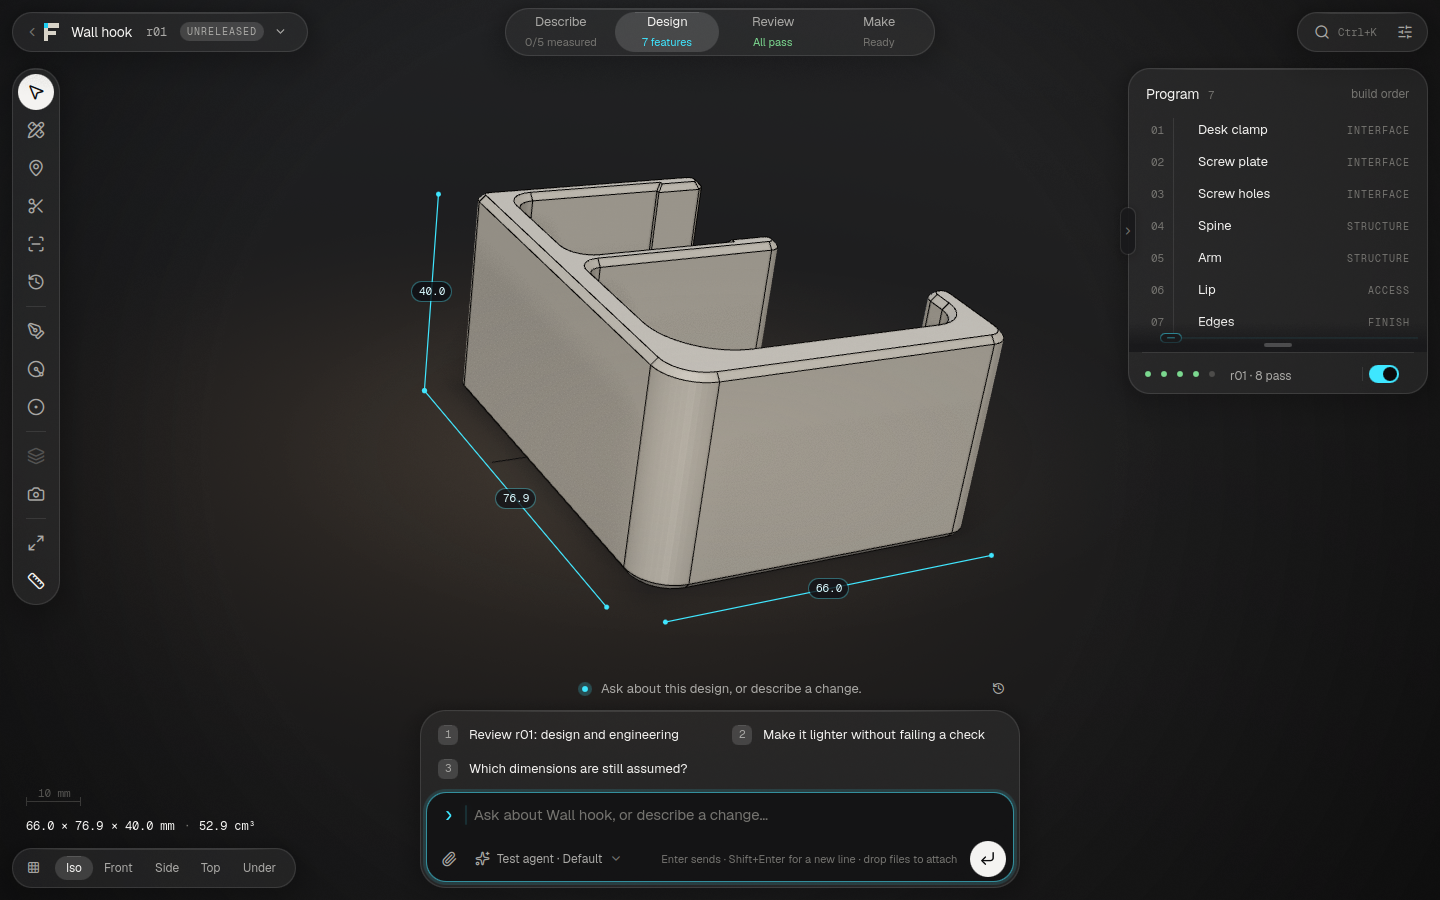 Wall hook r01 UNRELEASED
Describe
0/5 measured
Design
7 features
Review
All pass
Make
Ready
Ctrl+K
Program 7 build order
01 Desk clamp INTERFACE
02 Screw plate INTERFACE
03 Screw holes INTERFACE
04 Spine STRUCTURE
05 Arm STRUCTURE
06 Lip ACCESS
07 Edges FINISH
r01 · 8 pass
40.0
76.9
66.0
Ask about this design, or describe a change.
1 Review r01: design and engineering
2 Make it lighter without failing a check
3 Which dimensions are still assumed?
Ask about Wall hook, or describe a change...
Test agent · Default
Enter sends · Shift+Enter for a new line · drop files to attach
10 mm
66.0 × 76.9 × 40.0 mm · 52.9 cm³
Iso Front Side Top Under